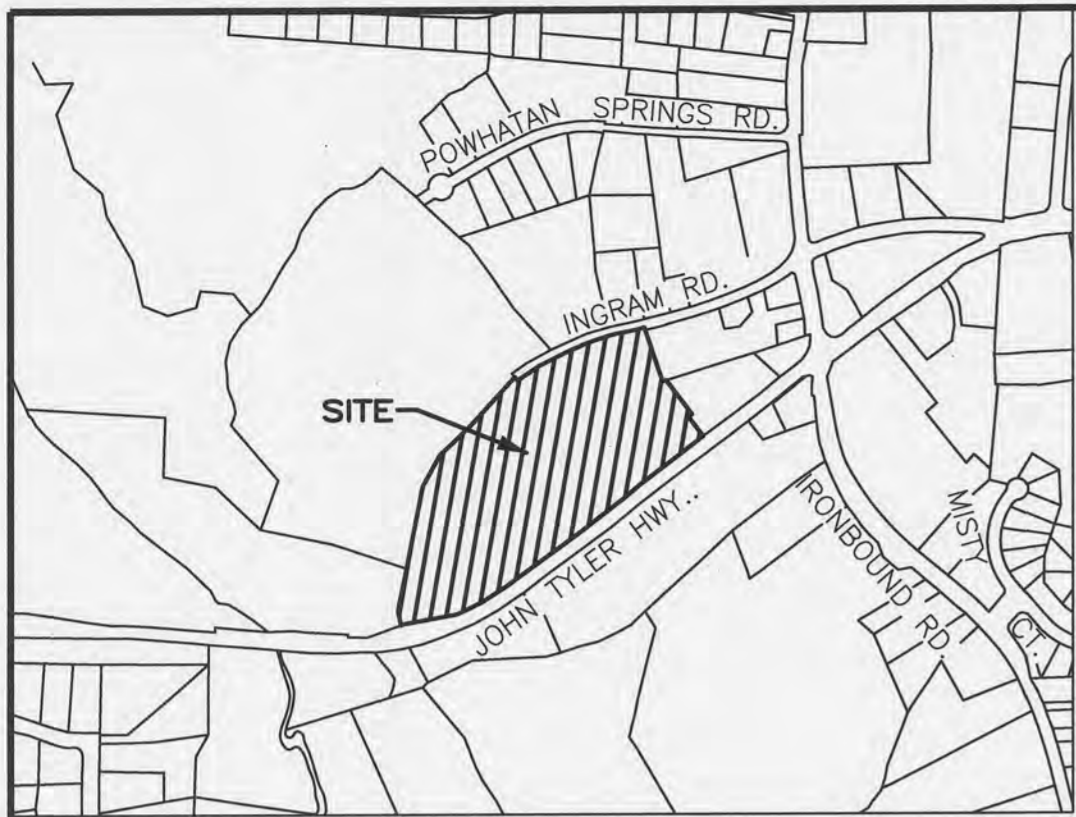 POWHATAN SPRINGS RD.
INGRAM RD.
SITE
JOHN TYLER HWY..
IRONBOUND RD.
MISTY CT.